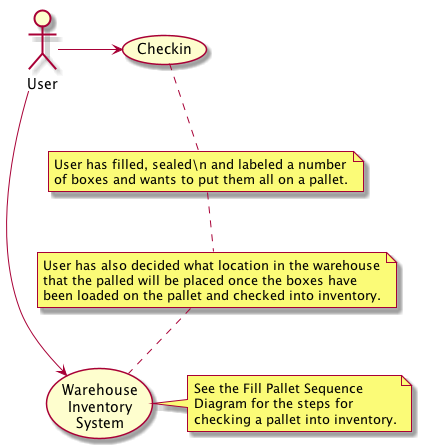 Checkin
User
User has filled, sealed\n and labeled a number
of boxes and wants to put them all on a pallet.
User has also decided what location in the warehouse
that the palled will be placed once the boxes have
been loaded on the pallet and checked into inventory.
Warehouse
Inventory
System
See the Fill Pallet Sequence
Diagram for the steps for
checking a pallet into inventory.